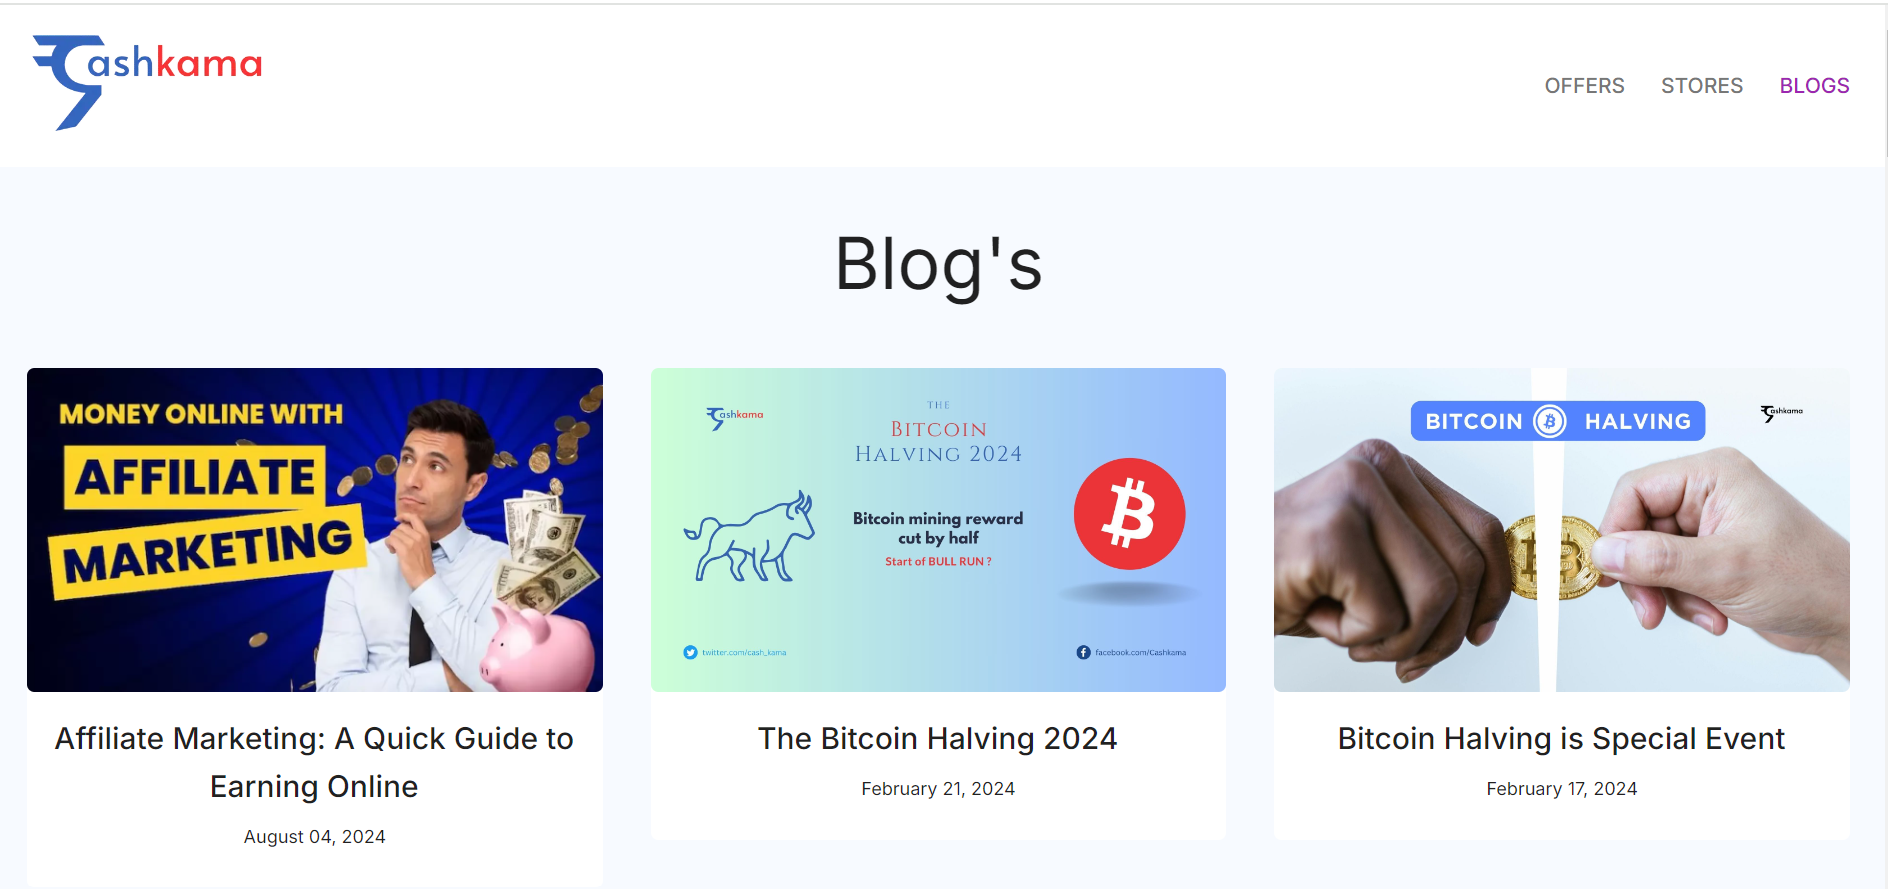 ashkama
OFFERS STORES BLOGS
Blog's
MONEY ONLINE WITH
AFFILIATE
MARKETING
ashkama
THE
BITCOIN
HALVING 2024
Bitcoin mining reward
cut by half
Start of BULL RUN ?
twitter.com/cash_kama
facebook.com/Cashkama
BITCOIN HALVING
ashkama
Affiliate Marketing: A Quick Guide to
Earning Online
August 04, 2024
The Bitcoin Halving 2024
February 21, 2024
Bitcoin Halving is Special Event
February 17, 2024